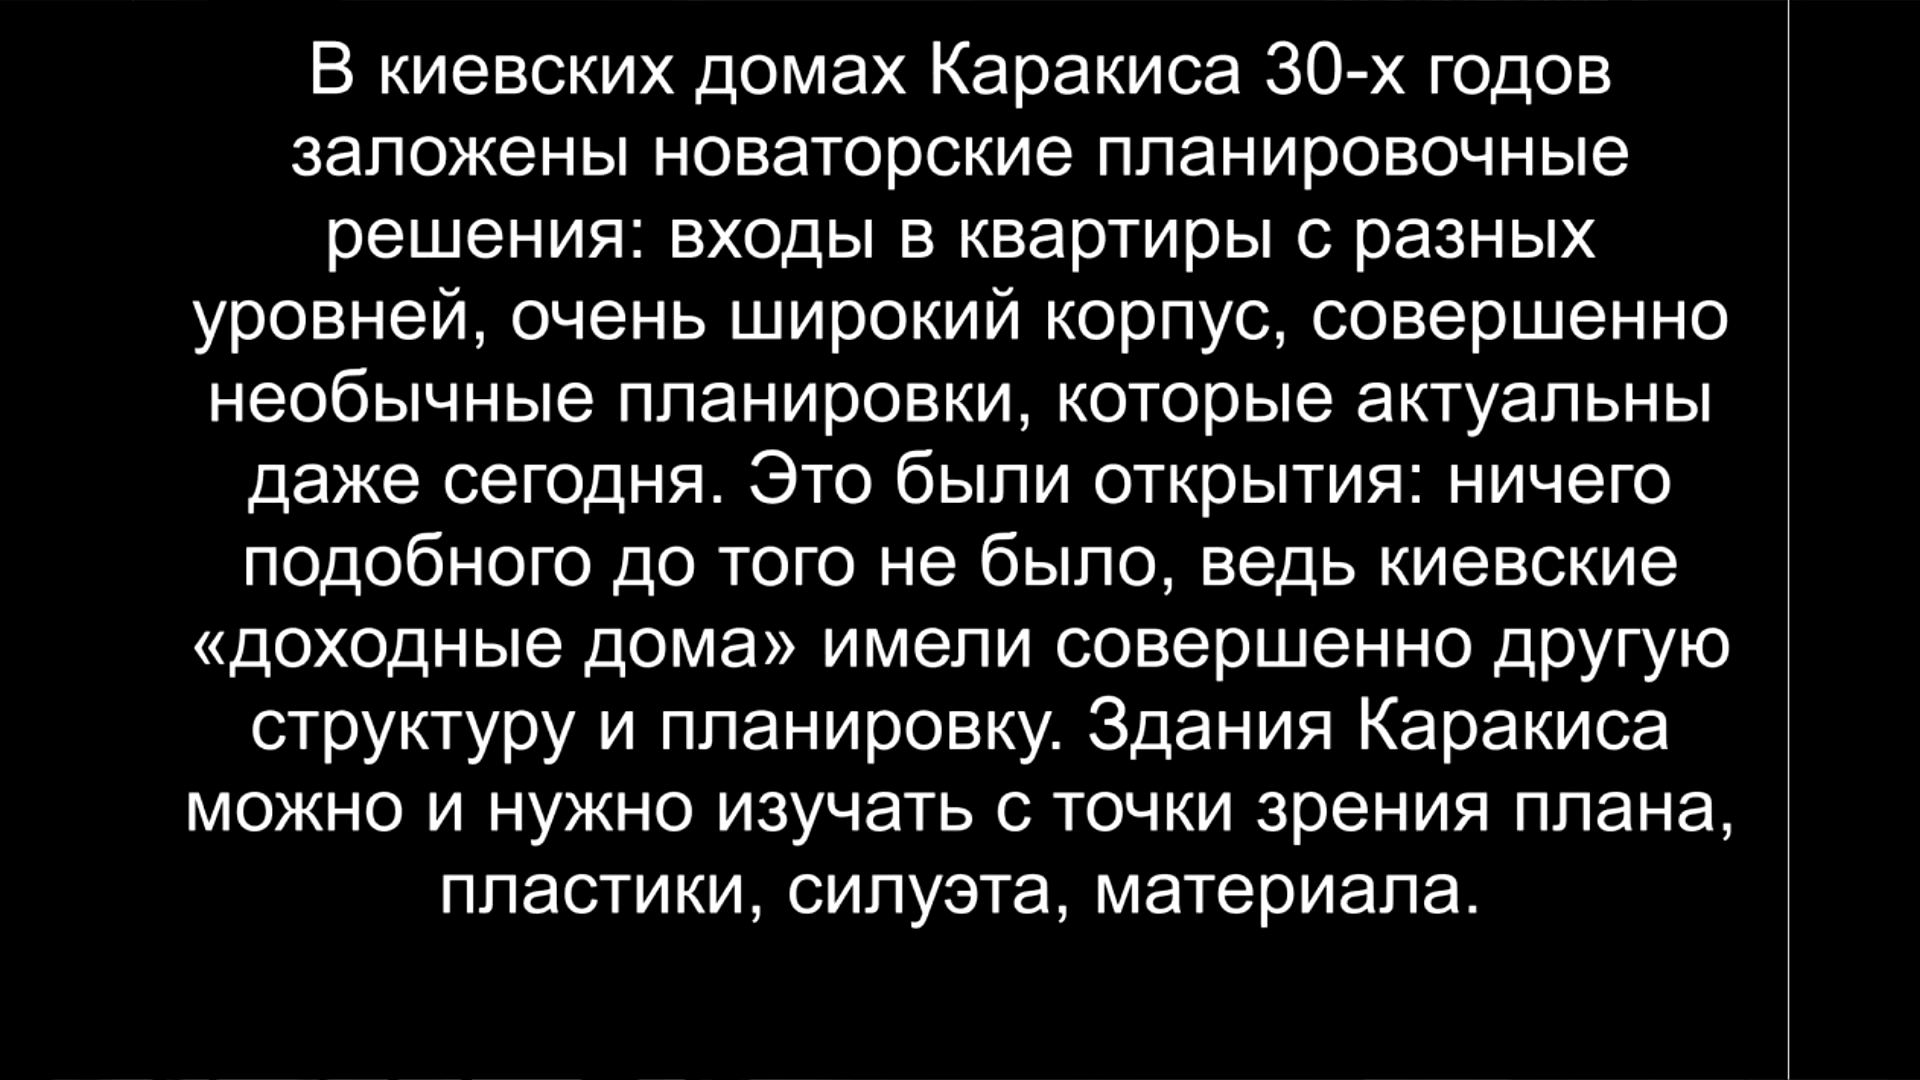 В киевских домах Каракиса 30-х годов
заложены новаторские планировочные
решения: входы в квартиры с разных
уровней, очень широкий корпус, совершенно
необычные планировки, которые актуальны
даже сегодня. Это были открытия: ничего
подобного до того не было, ведь киевские
«доходные дома» имели совершенно другую
структуру и планировку. Здания Каракиса
можно и нужно изучать с точки зрения плана,
пластики, силуэта, материала.